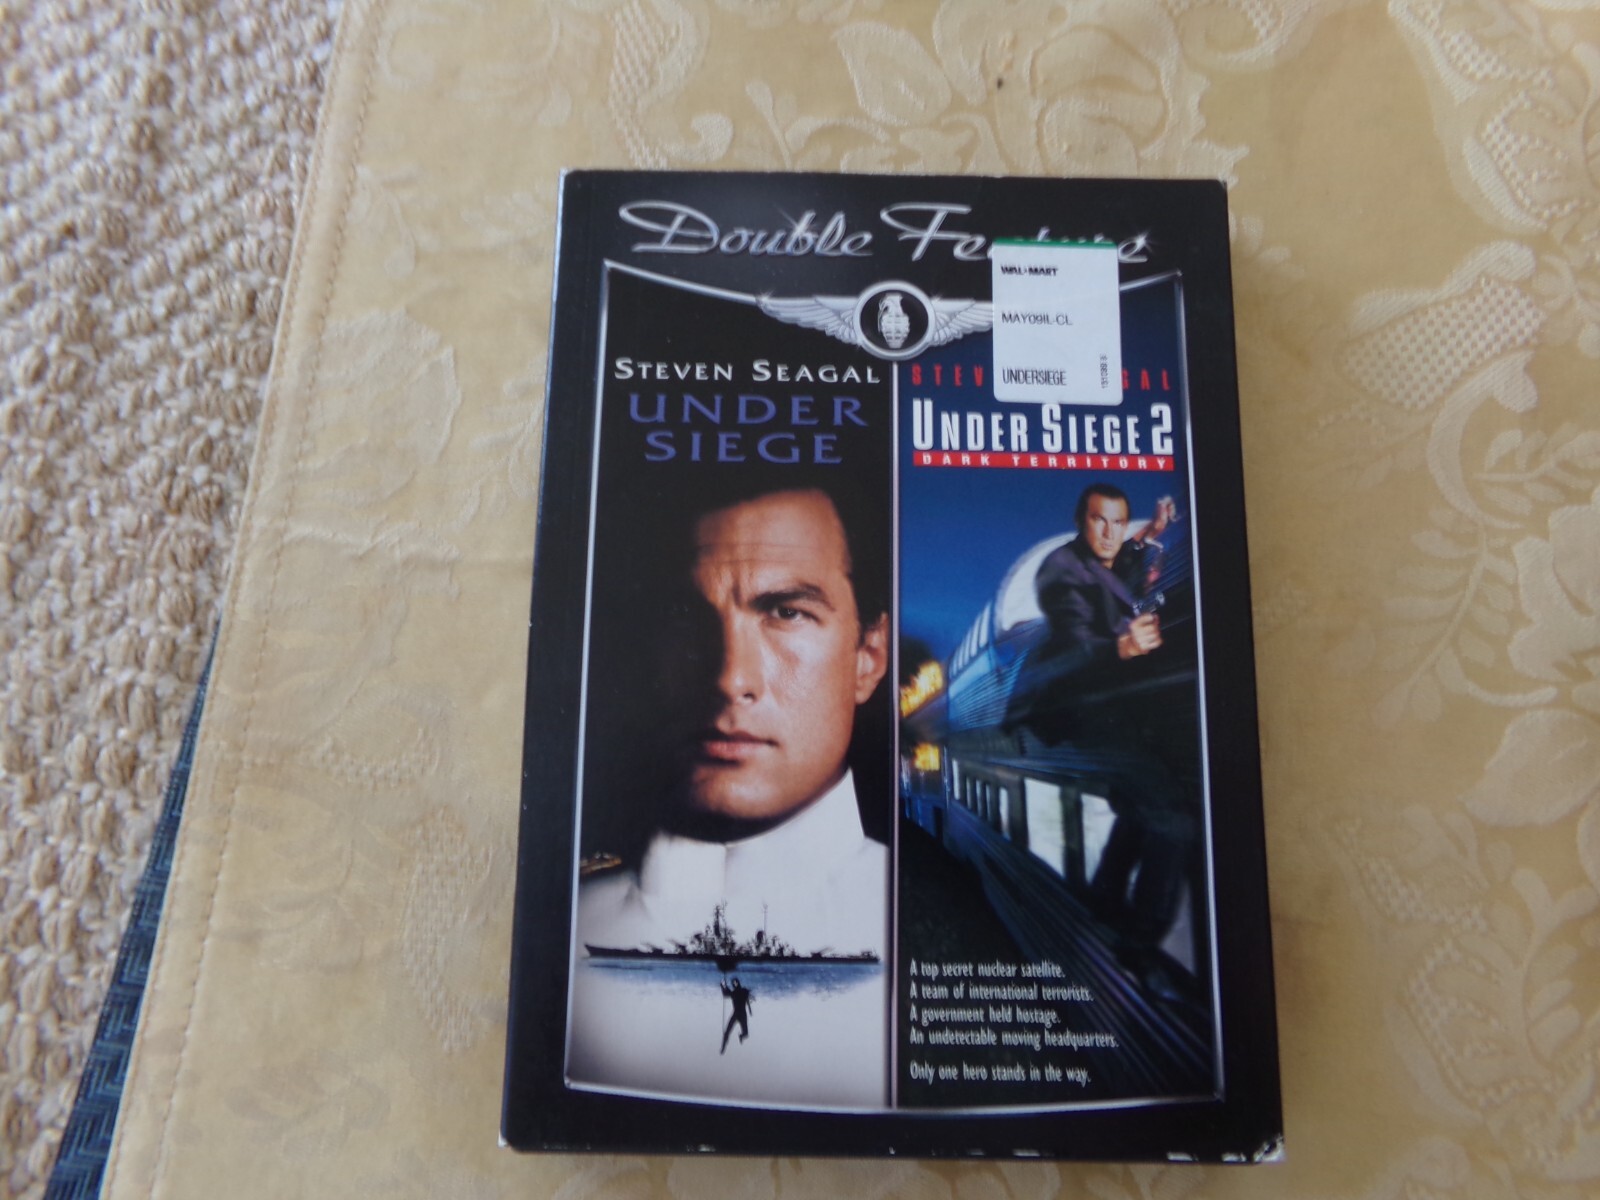 Double Feature
WAL-MART
MAY09IL-CL
UNDERSIEGE
STEVEN SEAGAL
UNDER
SIEGE
UNDER SIEGE 2
DARK TERRITORY
A top secret nuclear satellite.
A team of international terrorists.
A government held hostage.
An undetectable moving headquarters.
Only one hero stands in the way.